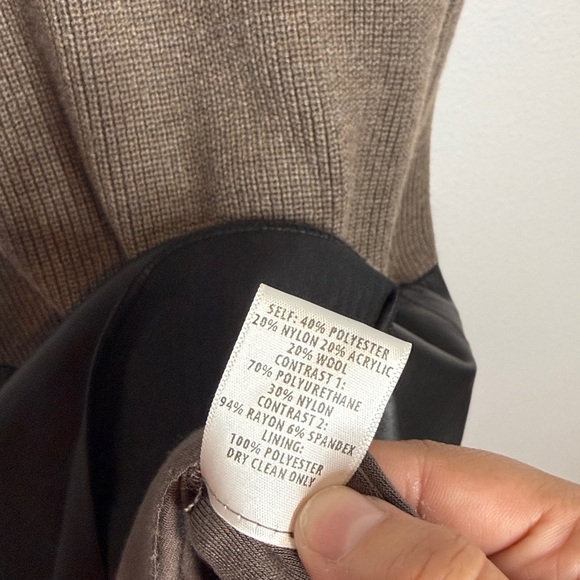 SELF: 40% POLYESTER
20% NYLON 20% ACRYLIC
20% WOOL
CONTRAST 1:
70% POLYURETHANE
30% NYLON
CONTRAST 2:
94% RAYON 6% SPANDEX
LINING:
100% POLYESTER
DRY CLEAN ONLY